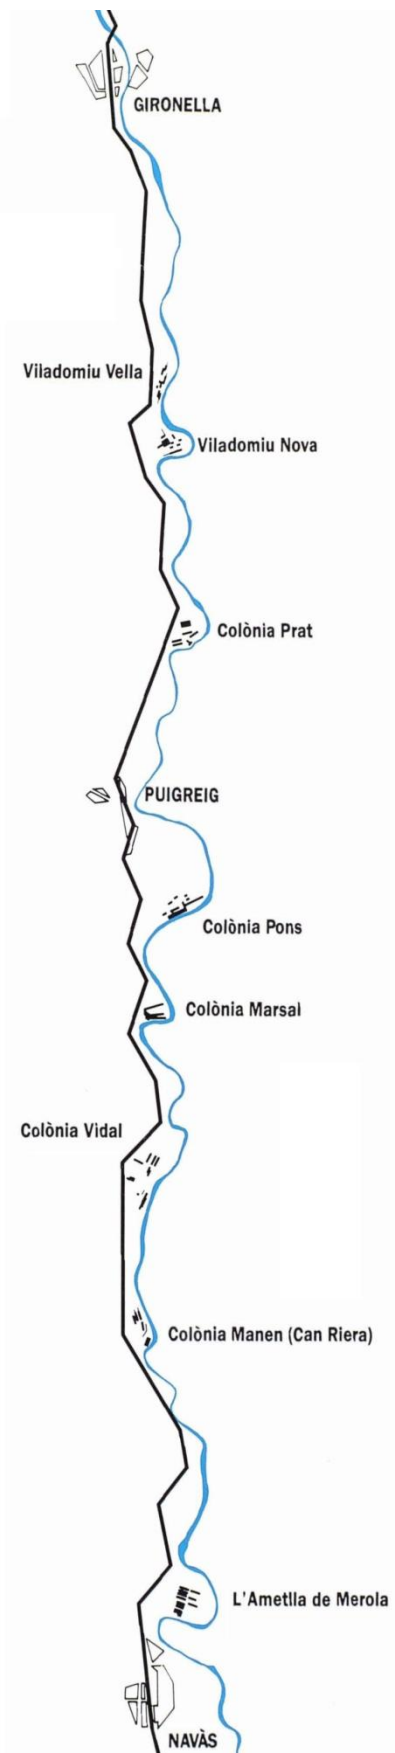 GIRONELLA
Viladomiu Vella
Viladomiu Nova
Colònia Prat
PUIGREIG
Colònia Pons
Colònia Marsal
Colònia Vidal
Colònia Manen (Can Riera)
L'Ametlla de Merola
NAVÀS